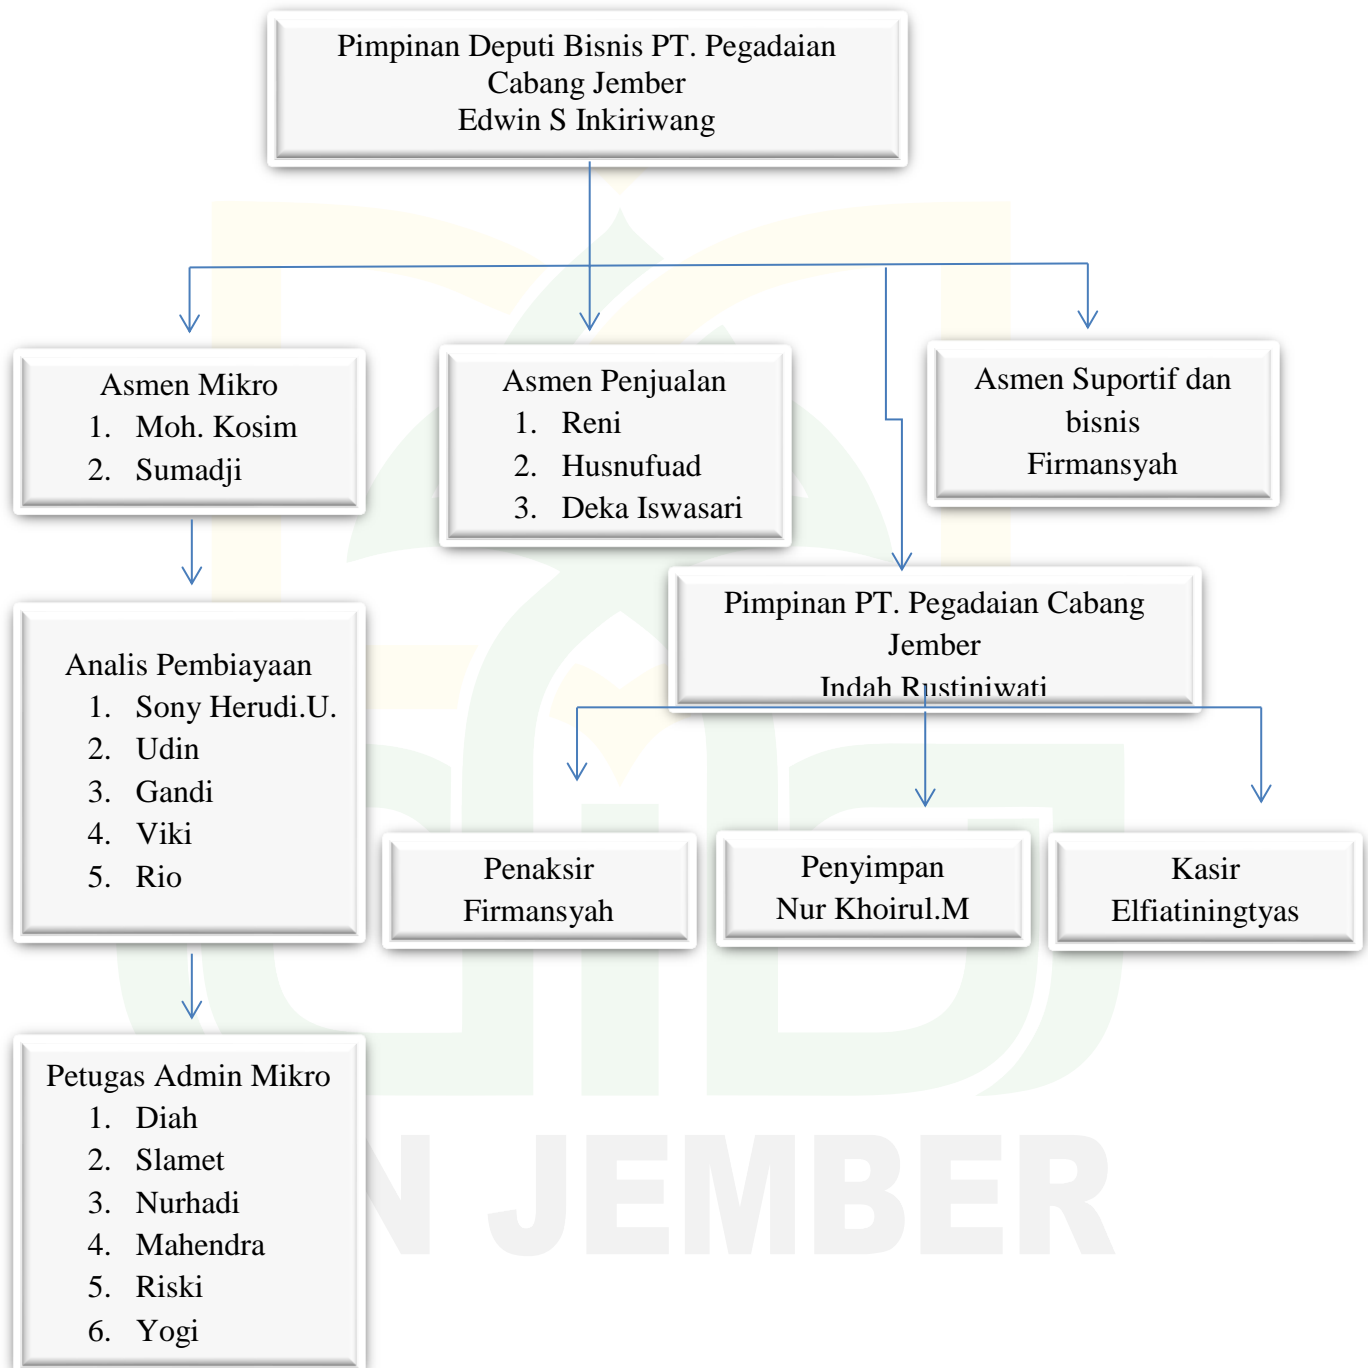 Pimpinan Deputi Bisnis PT. Pegadaian
Cabang Jember
Edwin S Inkiriwang
Asmen Mikro
1. Moh. Kosim
2. Sumadji
Asmen Penjualan
1. Reni
2. Husnufuad
3. Deka Iswasari
Asmen Suportif dan
bisnis
Firmansyah
Pimpinan PT. Pegadaian Cabang
Jember
Indah Rustiniwati
Analis Pembiayaan
1. Sony Herudi.U.
2. Udin
3. Gandi
4. Viki
5. Rio
Penaksir
Firmansyah
Penyimpan
Nur Khoirul.M
Kasir
Elfiatiningtyas
Petugas Admin Mikro
1. Diah
2. Slamet
3. Nurhadi
4. Mahendra
5. Riski
6. Yogi
JEMBER